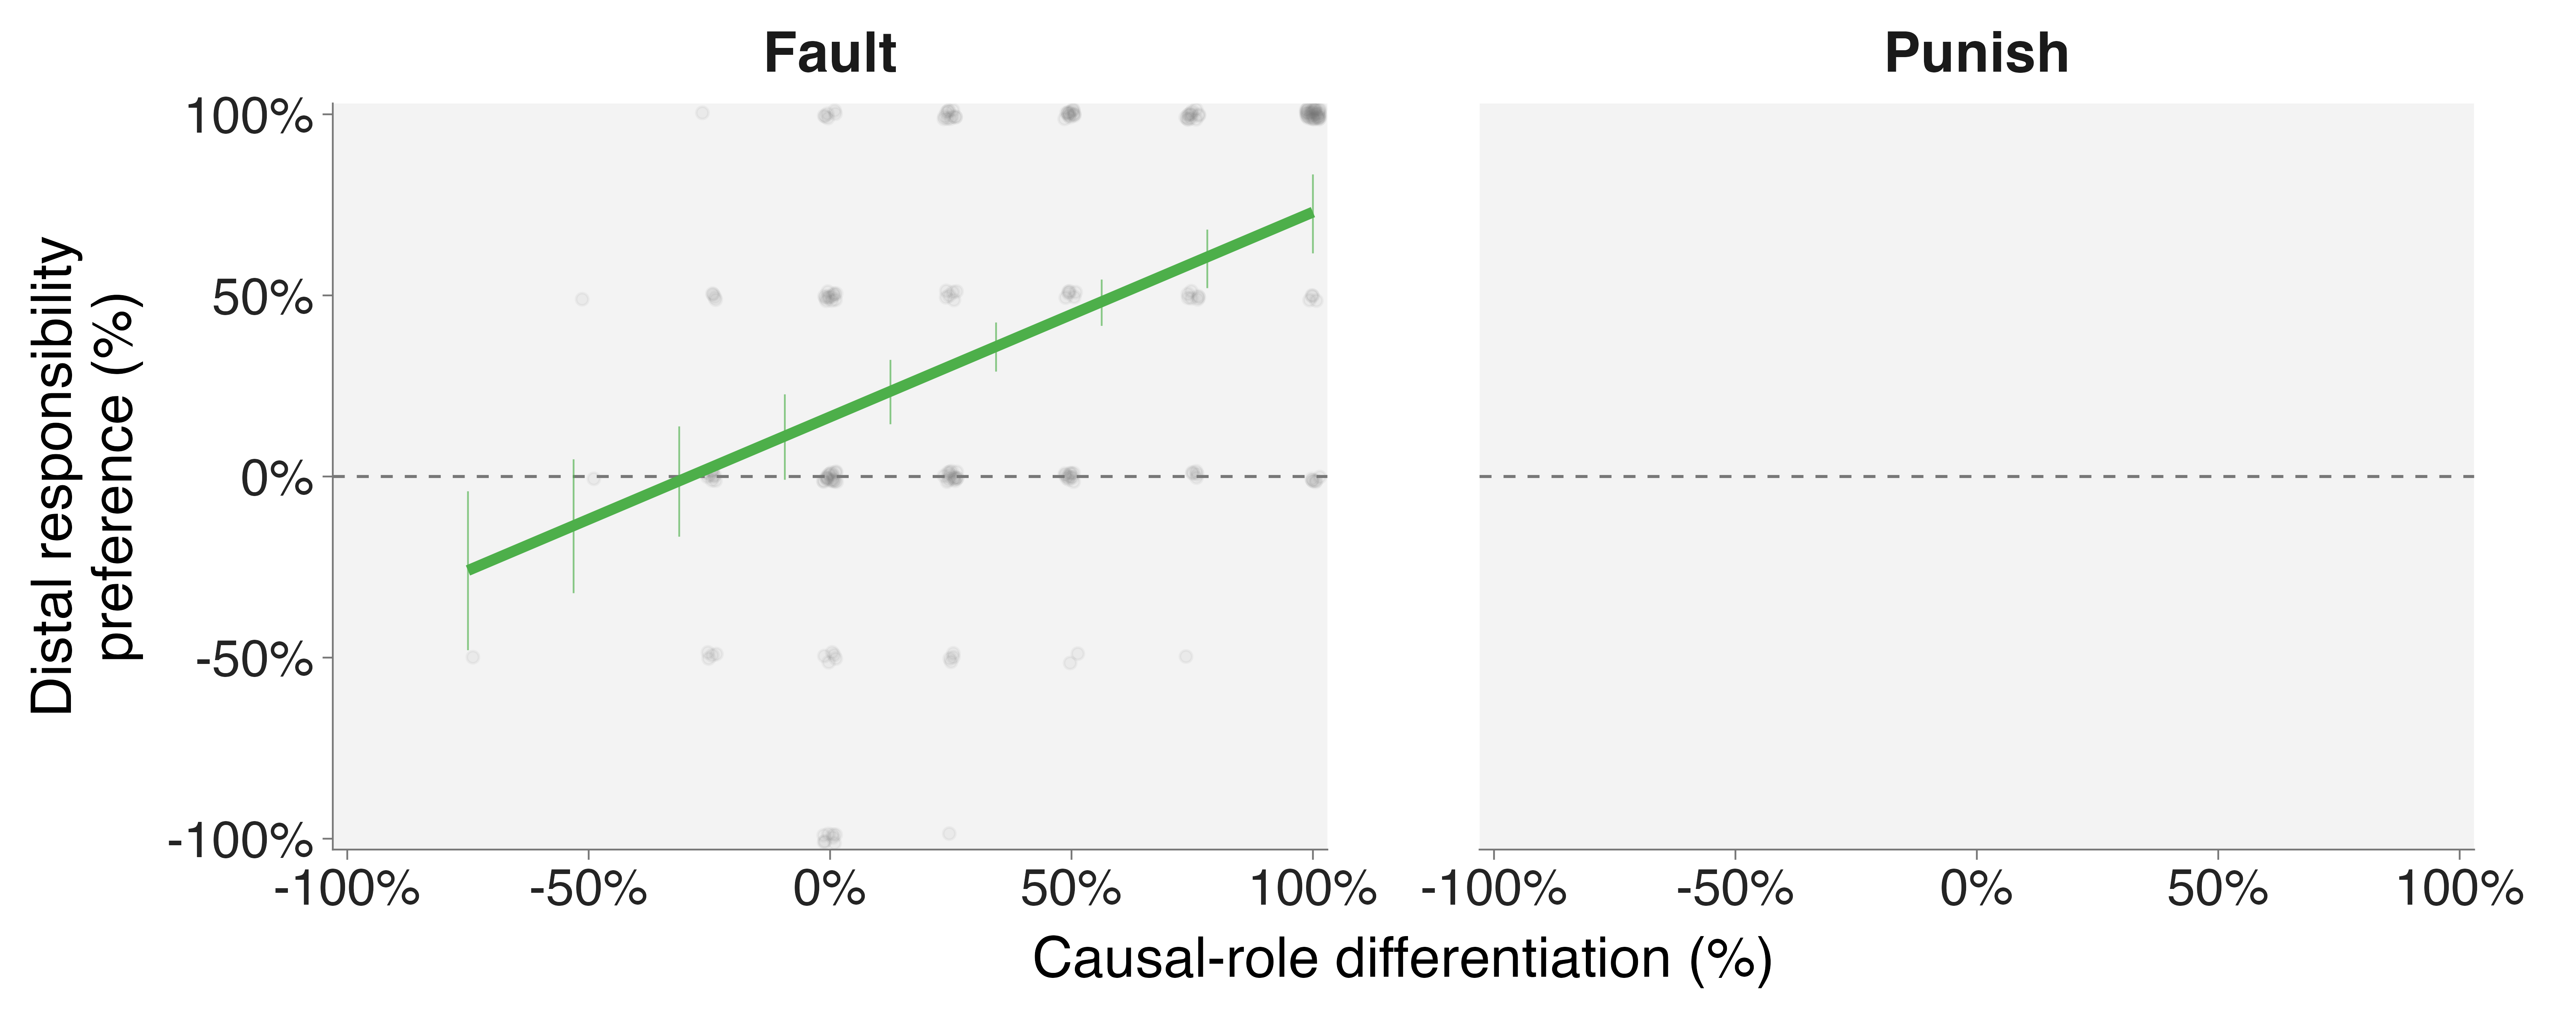 Fault
Punish
Distal responsibility
preference (%)
100%
50%
0%
-50%
-100%
-100% -50% 0% 50% 100%
-100% -50% 0% 50% 100%
Causal-role differentiation (%)